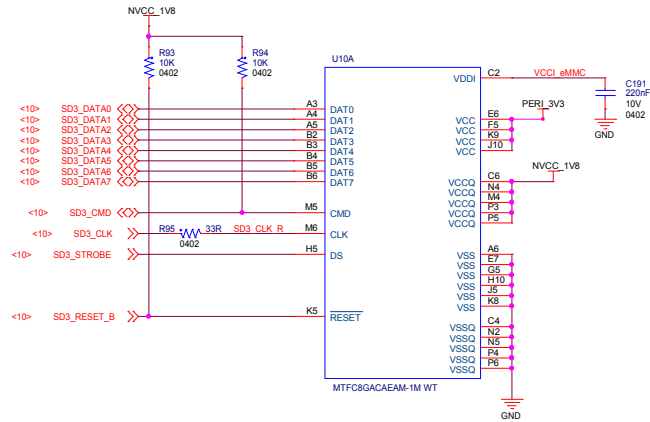 NVCC_1V8
R93
10K
0402
R94
10K
0402
U10A
VDDI C2 VCCI_eMMC
C191
220nF
10V
0402
GND
PERI_3V3
<10> SD3_DATA0 A3 DAT0
<10> SD3_DATA1 A4 DAT1
<10> SD3_DATA2 A5 DAT2
<10> SD3_DATA3 B2 DAT3
<10> SD3_DATA4 B3 DAT4
<10> SD3_DATA5 B4 DAT5
<10> SD3_DATA6 B5 DAT6
<10> SD3_DATA7 B6 DAT7
VCC E6
VCC F5
VCC K9
VCC J10
NVCC_1V8
VCCQ C6
VCCQ N4
VCCQ M4
VCCQ P3
VCCQ P5
<10> SD3_CMD M5 CMD
<10> SD3_CLK R95 33R SD3_CLK_R M6 CLK
0402
<10> SD3_STROBE H5 DS
<10> SD3_RESET_B K5 RESET
VSS A6
VSS E7
VSS G5
VSS H10
VSS J5
VSS K8
VSSQ C4
VSSQ N2
VSSQ N5
VSSQ P4
VSSQ P6
MTFC8GACAEAM-1M WT
GND